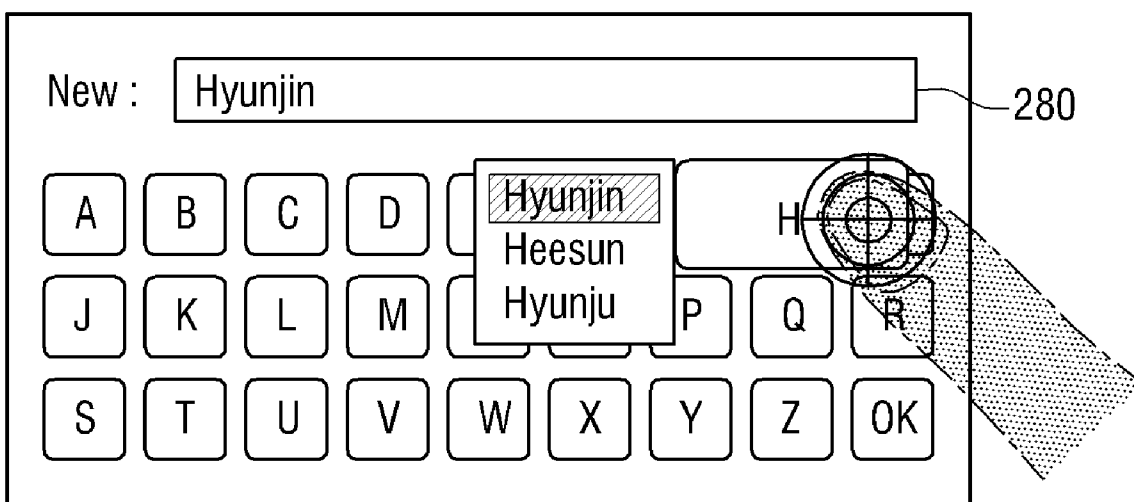 New : Hyunjin
280
A B C D Hyunjin H
Heesun
J K L M Hyunju P Q R
S T U V W X Y Z OK